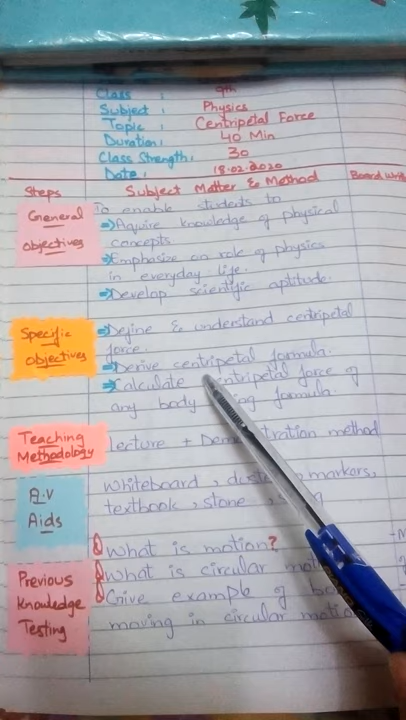 Class : 9th
Subject : Physics
Topic : Centripetal Force
Duration : 40 Min
Class Strength : 30
Date : 18.02.2020
Steps Subject Matter & Method Board Writ
General objectives
To enable students to
Aquire knowledge of physical
concepts
Emphasize on role of physics
in everyday life.
Develop scientific aptitude.
Specific objectives
Define & understand centripetal
force.
Derive centripetal formula.
Calculate centripetal force of
any body formula.
Teaching Methodology
lecture + Demonstration method
A.V Aids
whiteboard, markers,
textbook, stone,
Previous Knowledge Testing
What is motion?
What is circular
Give example of
moving in circular